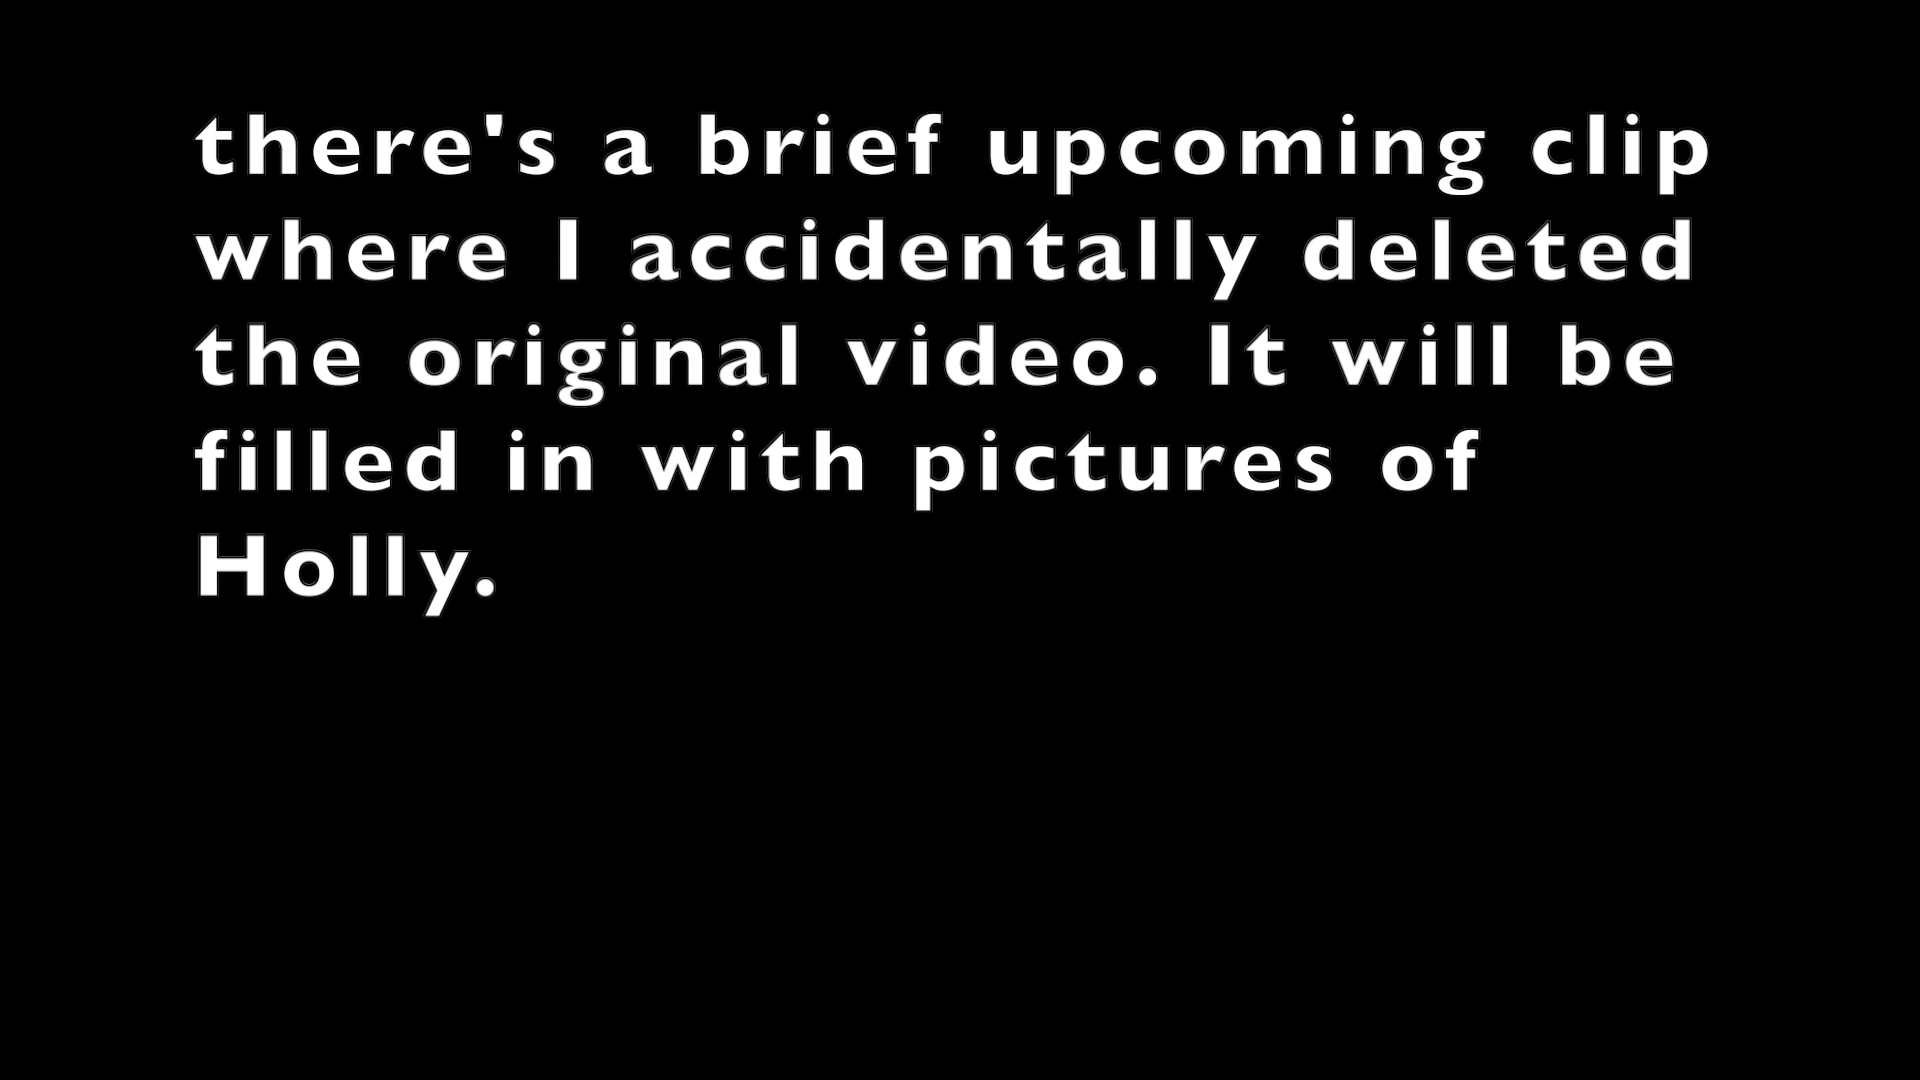 there's a brief upcoming clip
where I accidentally deleted
the original video. It will be
filled in with pictures of
Holly.